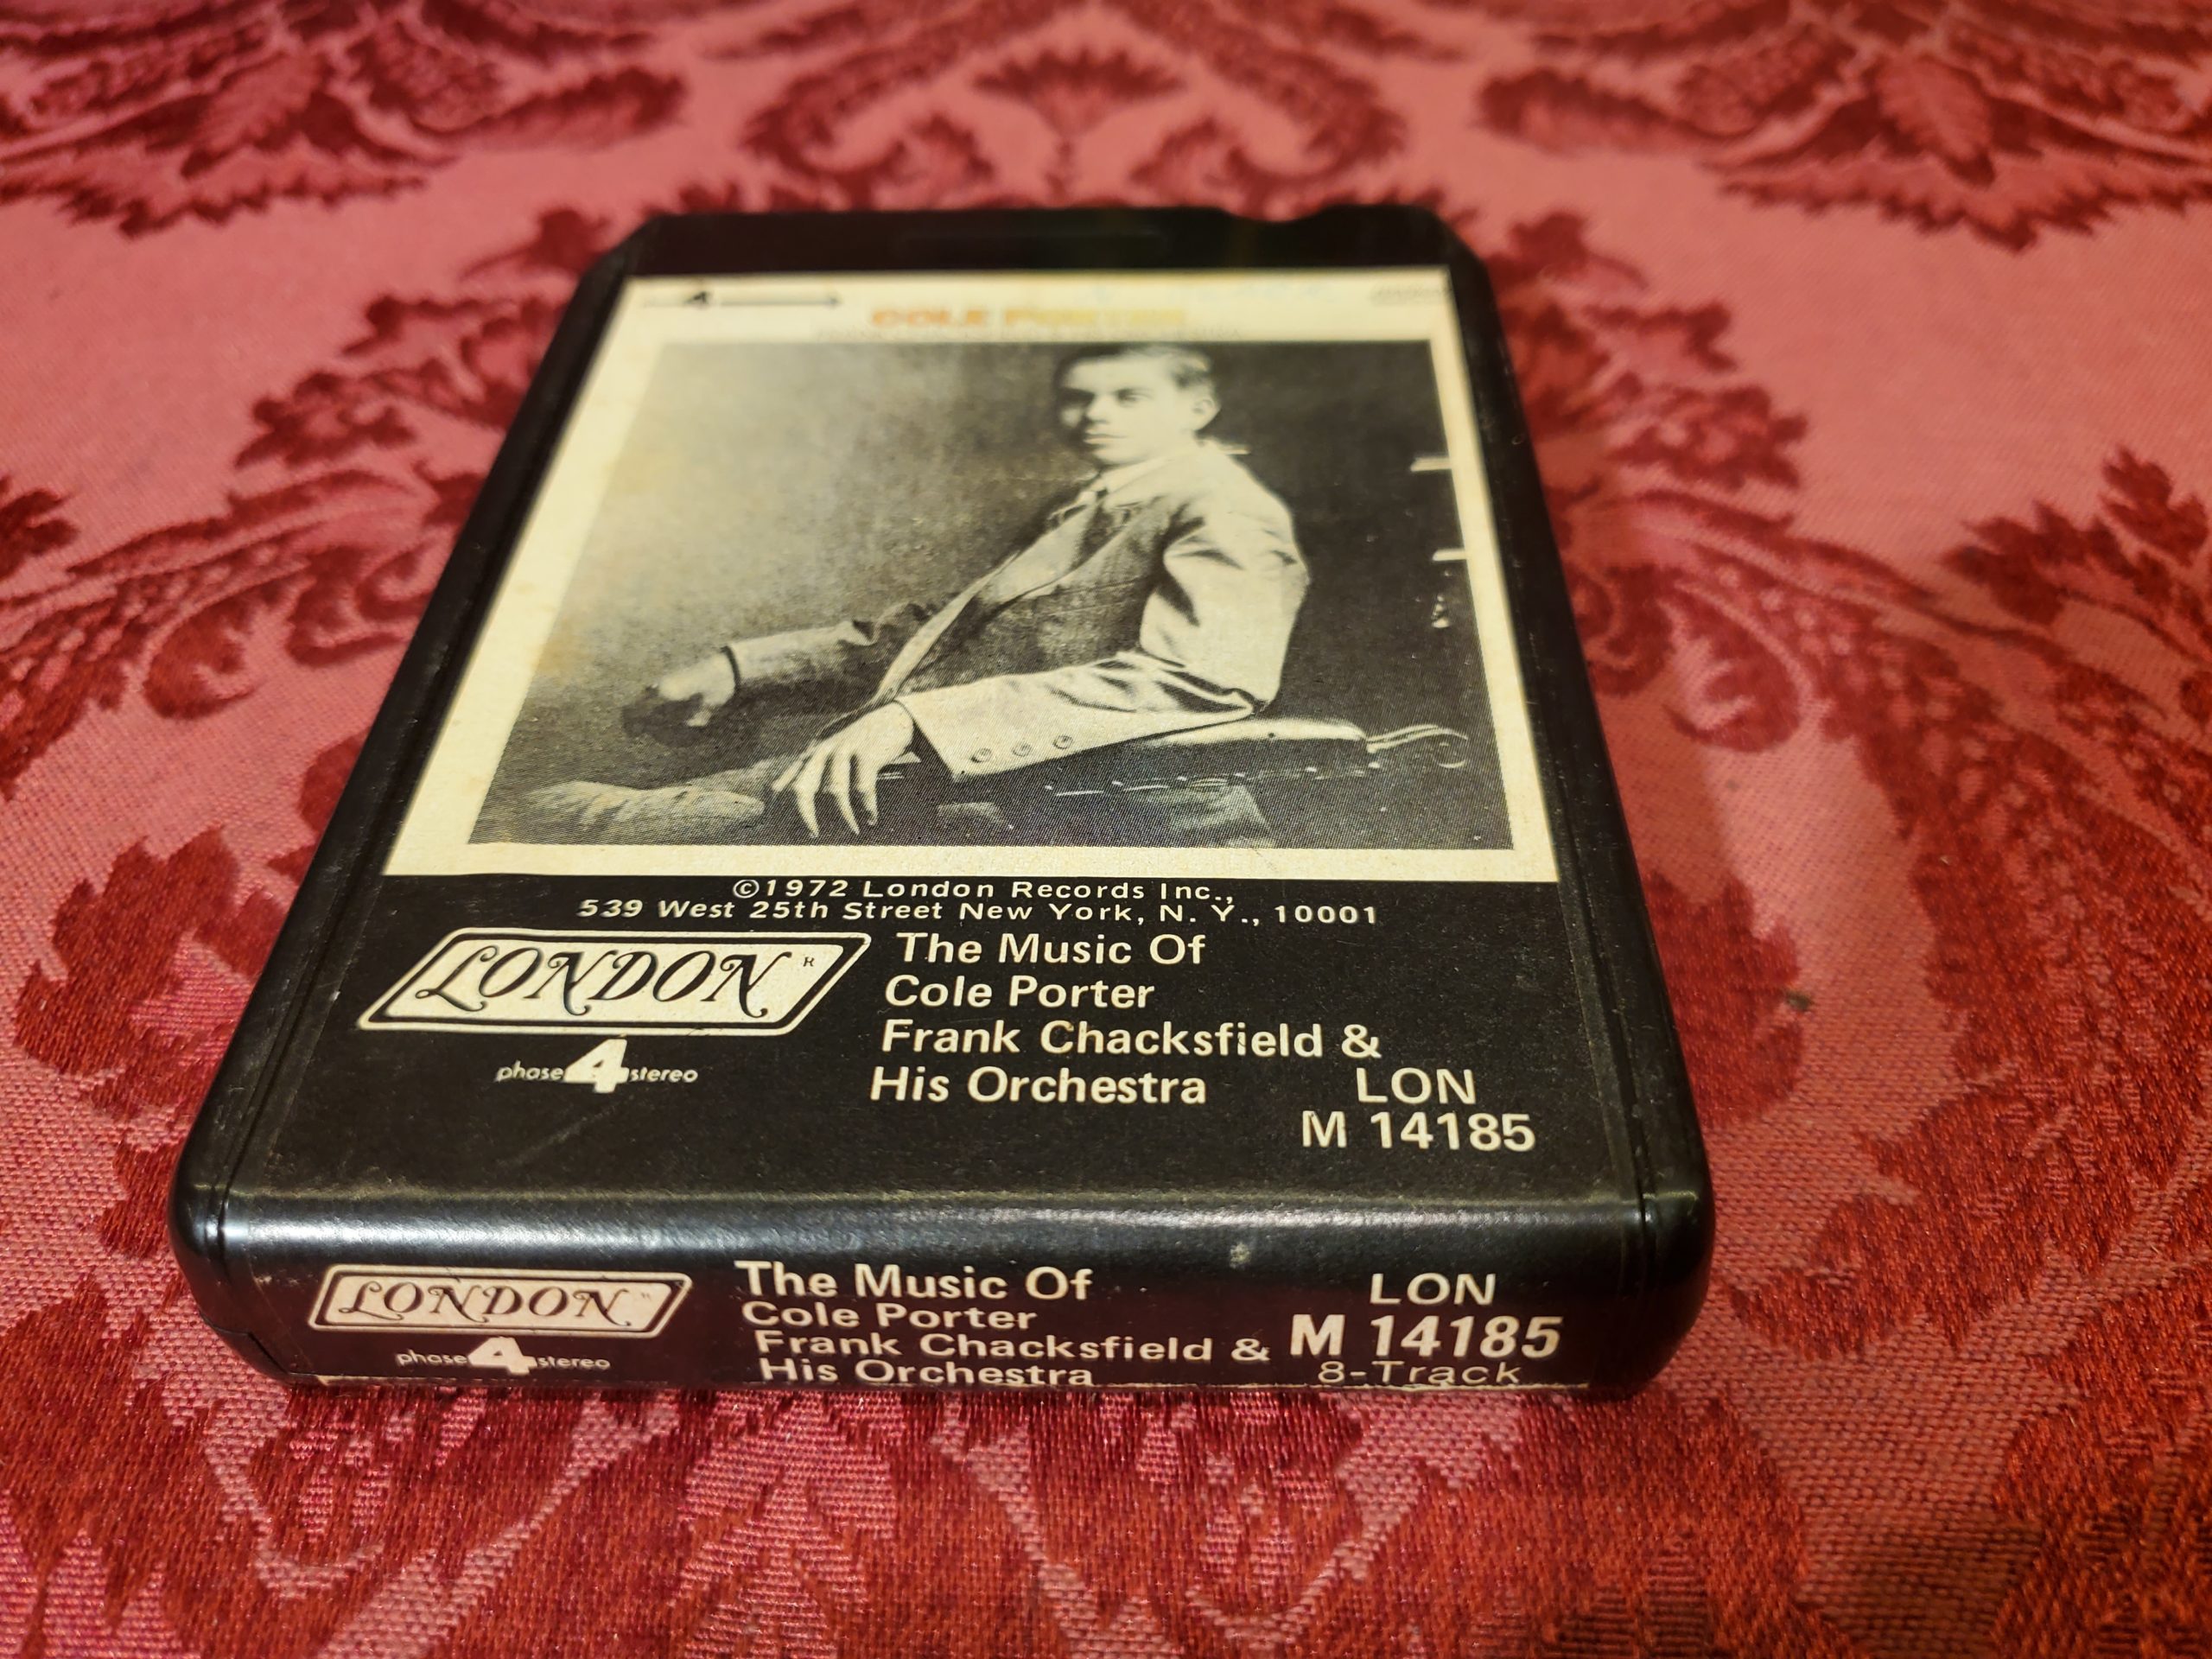 4
COLE PORTER
©1972 London Records Inc.,
539 West 25th Street New York, N. Y., 10001
LONDON R
phase 4 stereo
The Music Of
Cole Porter
Frank Chacksfield &
His Orchestra
LON
M 14185
LONDON
phase 4 stereo
The Music Of
Cole Porter
Frank Chacksfield &
His Orchestra
LON
M 14185
8-Track